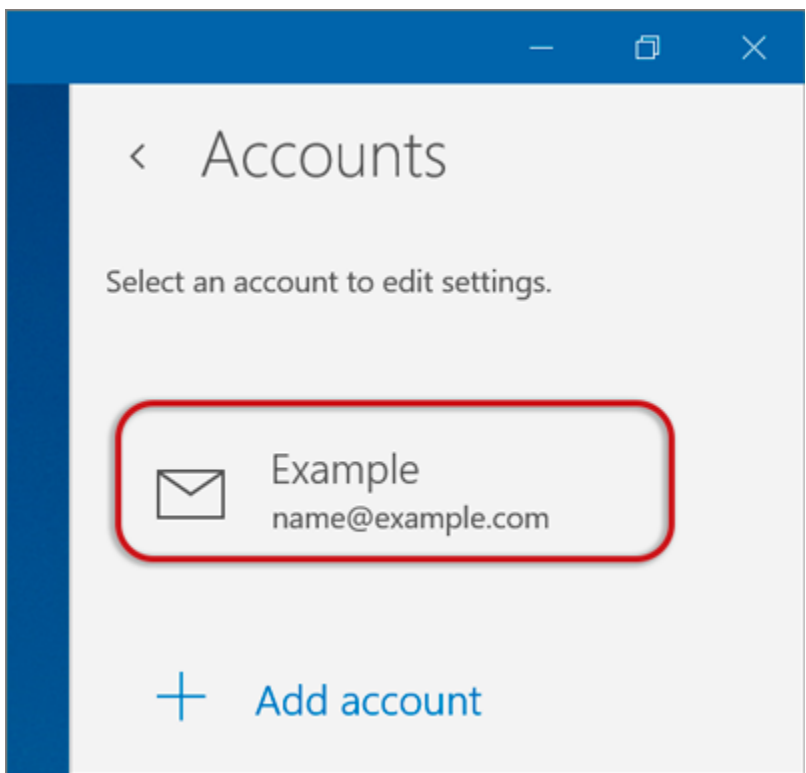 Accounts
Select an account to edit settings.
Example
name@example.com
Add account